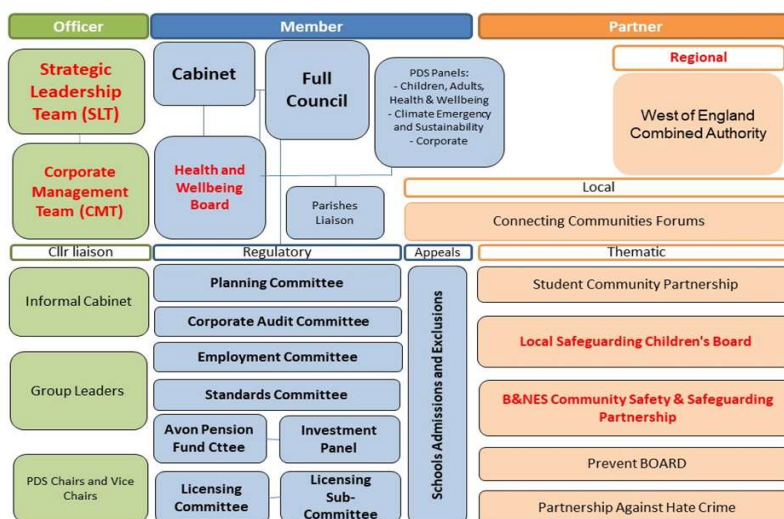 Officer
Member
Partner
Strategic
Leadership
Team (SLT)
Cabinet
Full
Council
PDS Panels:
- Children, Adults,
Health & Wellbeing
- Climate Emergency
and Sustainability
- Corporate
Regional
West of England
Combined Authority
Corporate
Management
Team (CMT)
Health and
Wellbeing
Board
Parishes
Liaison
Local
Connecting Communities Forums
Cllr liaison
Regulatory
Appeals
Thematic
Informal Cabinet
Group Leaders
PDS Chairs and Vice
Chairs
Planning Committee
Corporate Audit Committee
Employment Committee
Standards Committee
Avon Pension
Fund Cttee
Investment
Panel
Licensing
Committee
Licensing
Sub-
Committee
Schools Admissions and Exclusions
Student Community Partnership
Local Safeguarding Children's Board
B&NES Community Safety & Safeguarding
Partnership
Prevent BOARD
Partnership Against Hate Crime